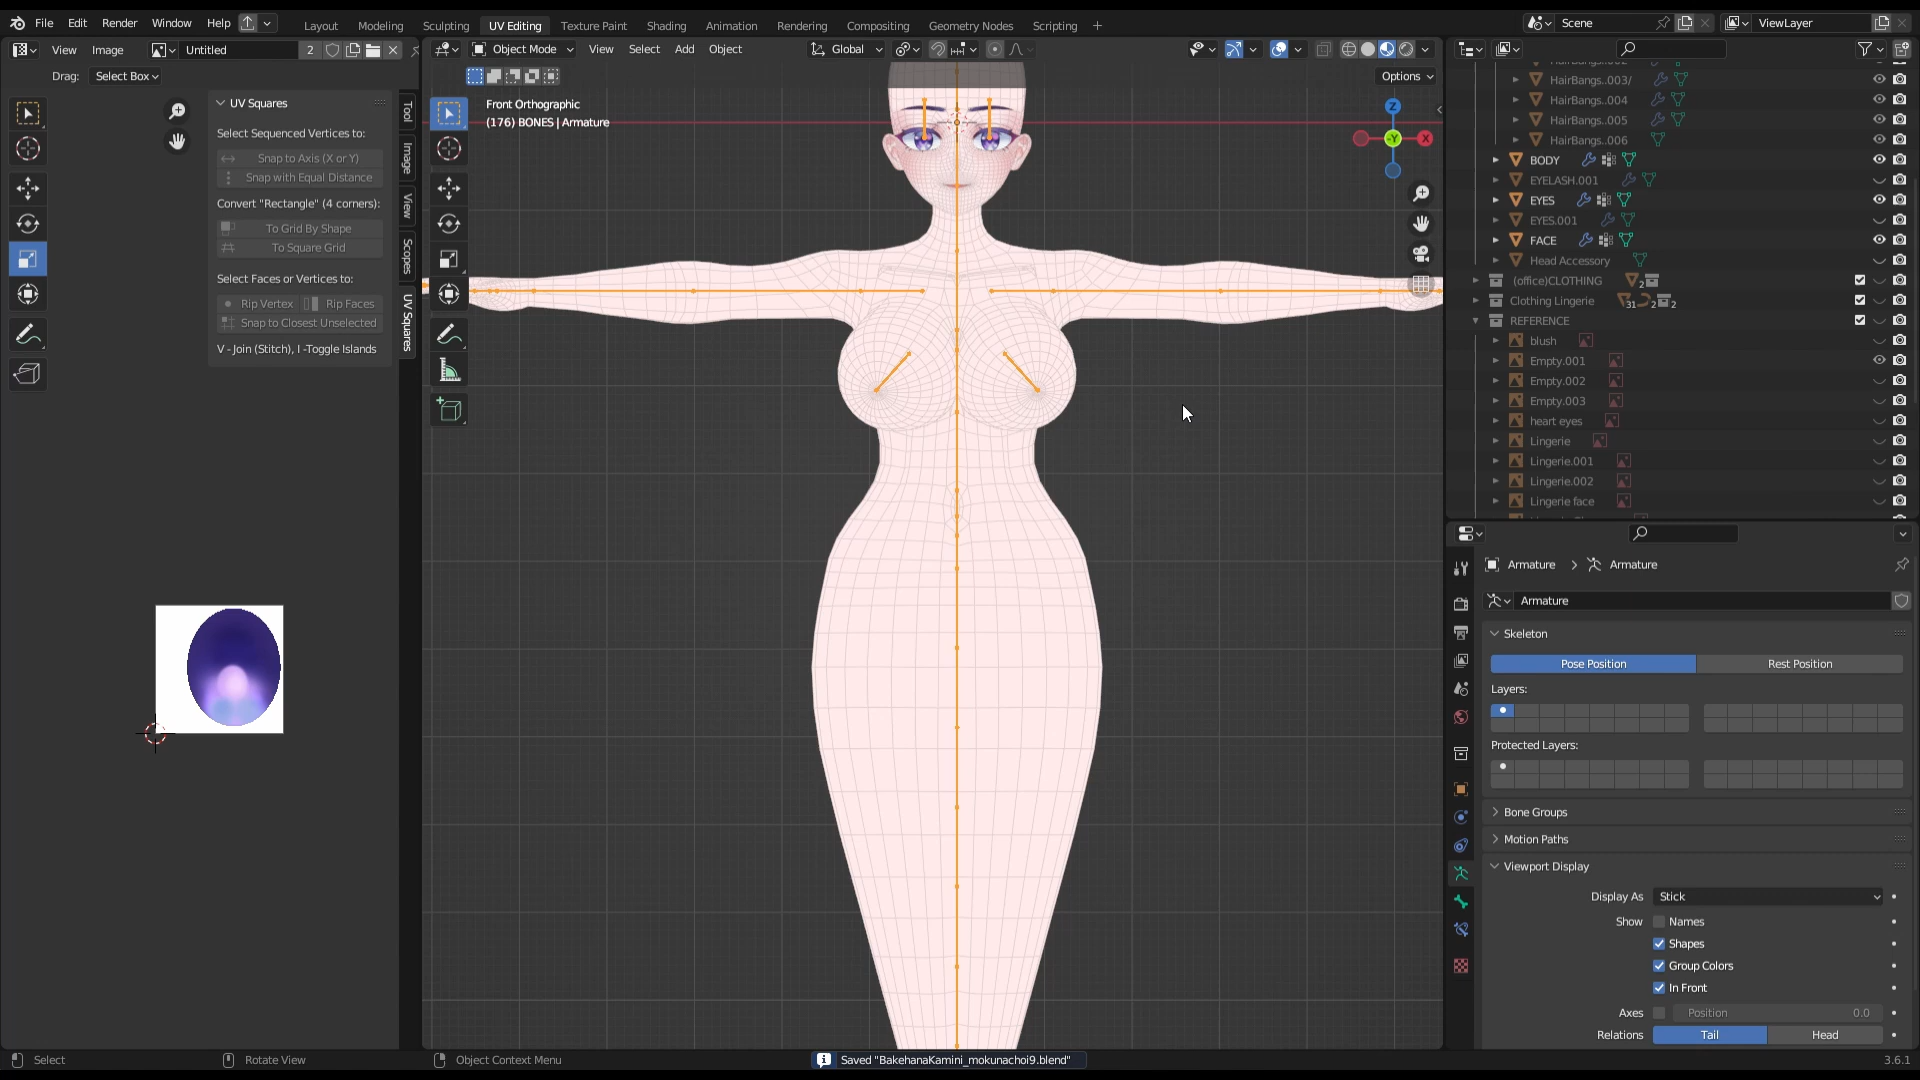 File Edit Render Window Help
Layout Modeling Sculpting UV Editing Texture Paint Shading Animation Rendering Compositing Geometry Nodes Scripting +
Scene
ViewLayer
View Image
Untitled 2
Drag: Select Box
UV Squares
Select Sequenced Vertices to:
Snap to Axis (X or Y)
Snap with Equal Distance
Convert "Rectangle" (4 corners):
To Grid By Shape
To Square Grid
Select Faces or Vertices to:
Rip Vertex Rip Faces
Snap to Closest Unselected
V - Join (Stitch), I -Toggle Islands
Tool
Image
View
Scopes
UV Squares
Object Mode View Select Add Object Global
Options
Front Orthographic
(176) BONES | Armature
Z
-Y
X
HairBangs..003/
HairBangs..004
HairBangs..005
HairBangs..006
BODY
EYELASH.001
EYES
EYES.001
FACE
Head Accessory
(office)CLOTHING 2
Clothing Lingerie 31 2 2
REFERENCE
blush
Empty.001
Empty.002
Empty.003
heart eyes
Lingerie
Lingerie.001
Lingerie.002
Lingerie face
Armature > Armature
Armature
Skeleton
Pose Position Rest Position
Layers:
Protected Layers:
Bone Groups
Motion Paths
Viewport Display
Display As Stick
Show Names
Shapes
Group Colors
In Front
Axes Position 0.0
Relations Tail Head
Select Rotate View Object Context Menu
Saved "BakehanaKamini_mokunachoi9.blend"
3.6.1